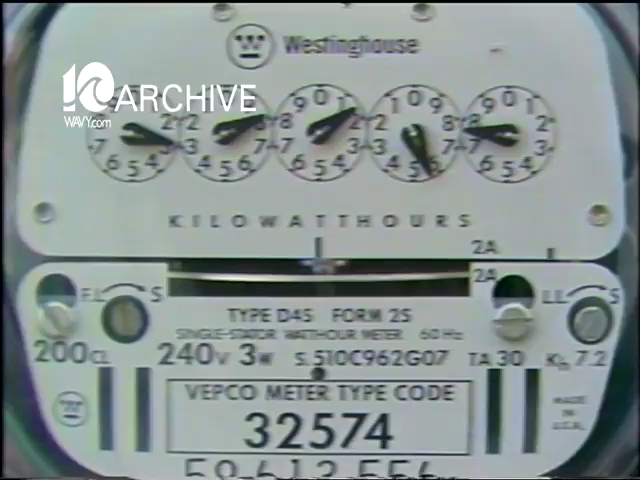 Westinghouse
10 ARCHIVE
WAVY.com
KILOWATTHOURS
2A
2A
F.L. S
L.L. S
TYPE D4S FORM 2S
SINGLE-STATOR WATTHOUR METER 60 Hz
200CL 240V 3W S. 510C962G07 TA 30 Kh 7.2
VEPCO METER TYPE CODE
32574
MADE
IN
U.S.A.